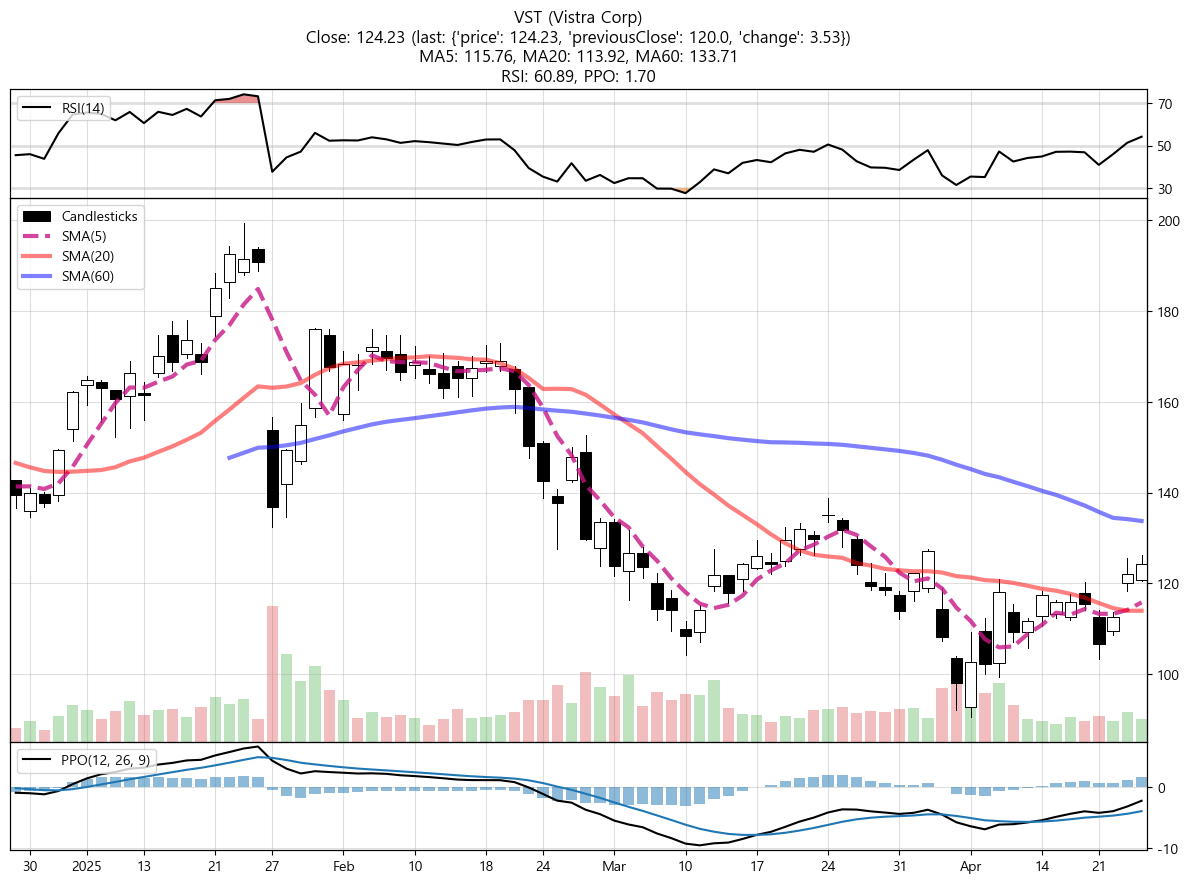 VST (Vistra Corp)
Close: 124.23 (last: {'price': 124.23, 'previousClose': 120.0, 'change': 3.53})
MA5: 115.76, MA20: 113.92, MA60: 133.71
RSI: 60.89, PPO: 1.70
RSI(14)
70
50
30
Candlesticks
SMA(5)
SMA(20)
SMA(60)
200
180
160
140
120
100
PPO(12, 26, 9)
0
-10
30 2025 13 21 27 Feb 10 18 24 Mar 10 17 24 31 Apr 14 21